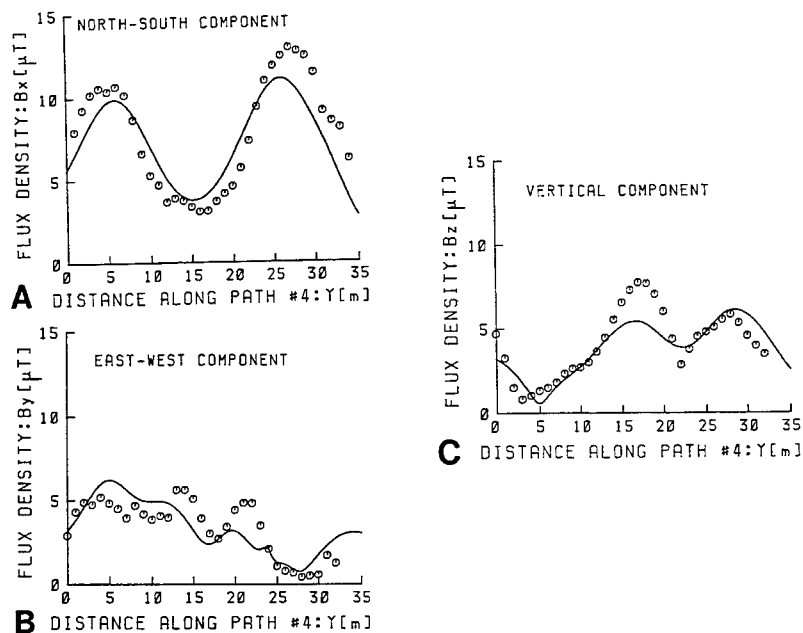 NORTH-SOUTH COMPONENT
FLUX DENSITY:Bx[μT]
15
10
5
0
0 5 10 15 20 25 30 35
A DISTANCE ALONG PATH #4:Y[m]
EAST-WEST COMPONENT
FLUX DENSITY:By[μT]
15
10
5
0
0 5 10 15 20 25 30 35
B DISTANCE ALONG PATH #4:Y[m]
VERTICAL COMPONENT
FLUX DENSITY:Bz[μT]
15
10
5
0
0 5 10 15 20 25 30 35
C DISTANCE ALONG PATH #4:Y[m]